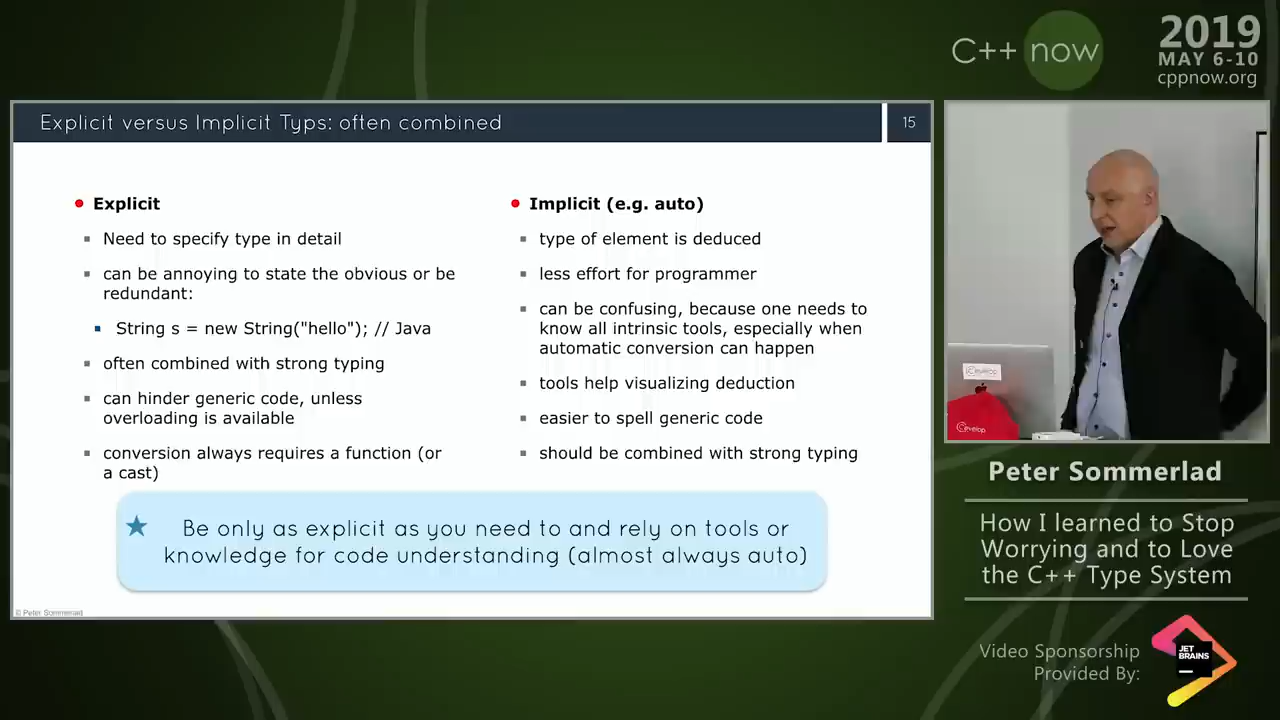 C++ now
2019
MAY 6-10
cppnow.org
Explicit versus Implicit Typs: often combined
15
Explicit
Need to specify type in detail
can be annoying to state the obvious or be
redundant:
String s = new String("hello"); // Java
often combined with strong typing
can hinder generic code, unless
overloading is available
conversion always requires a function (or
a cast)
Implicit (e.g. auto)
type of element is deduced
less effort for programmer
can be confusing, because one needs to
know all intrinsic tools, especially when
automatic conversion can happen
tools help visualizing deduction
easier to spell generic code
should be combined with strong typing
Be only as explicit as you need to and rely on tools or
knowledge for code understanding (almost always auto)
© Peter Sommerlad
Peter Sommerlad
How I learned to Stop
Worrying and to Love
the C++ Type System
Video Sponsorship
Provided By:
JET
BRAINS